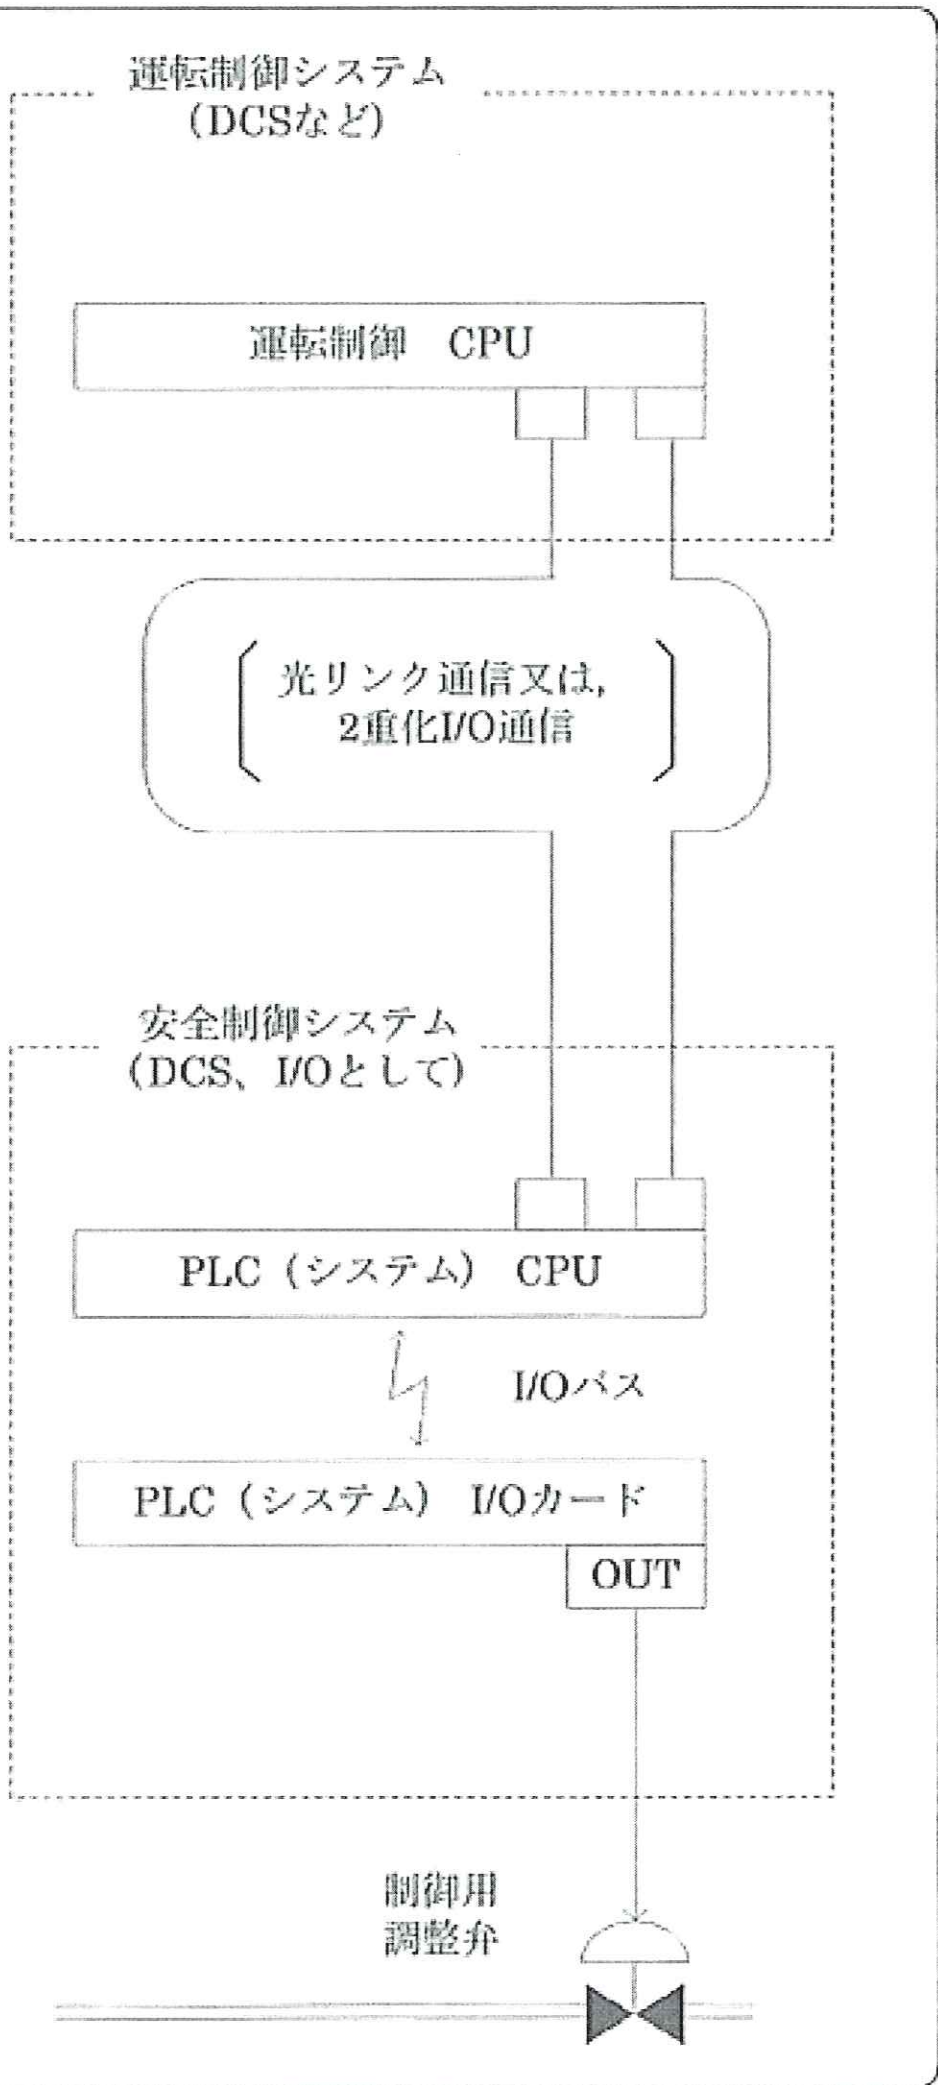 運転制御システム
(DCSなど)
運転制御 CPU
光リンク通信又は,
2重化I/O通信
安全制御システム
(DCS、I/Oとして)
PLC (システム) CPU
I/Oバス
PLC (システム) I/Oカード
OUT
制御用
調整弁